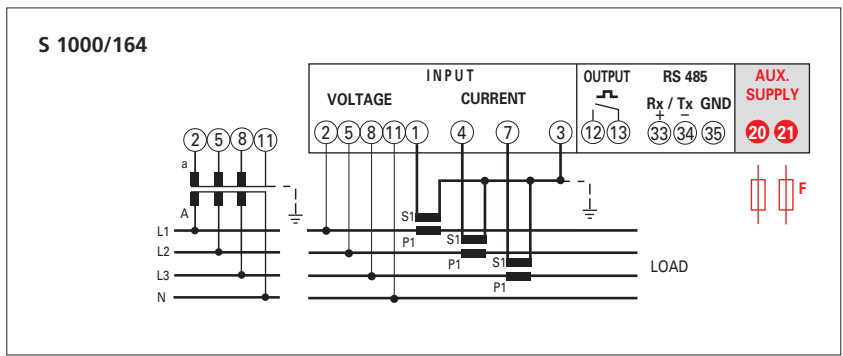 S 1000/164
INPUT
OUTPUT
RS 485
AUX.
SUPPLY
VOLTAGE
CURRENT
Rx / Tx GND
+ −
2 5 8 11 1 4 7 3 12 13 33 34 35 20 21
2 5 8 11
a
A
F
S1
P1
S1
P1
S1
P1
L1
L2
L3
N
LOAD